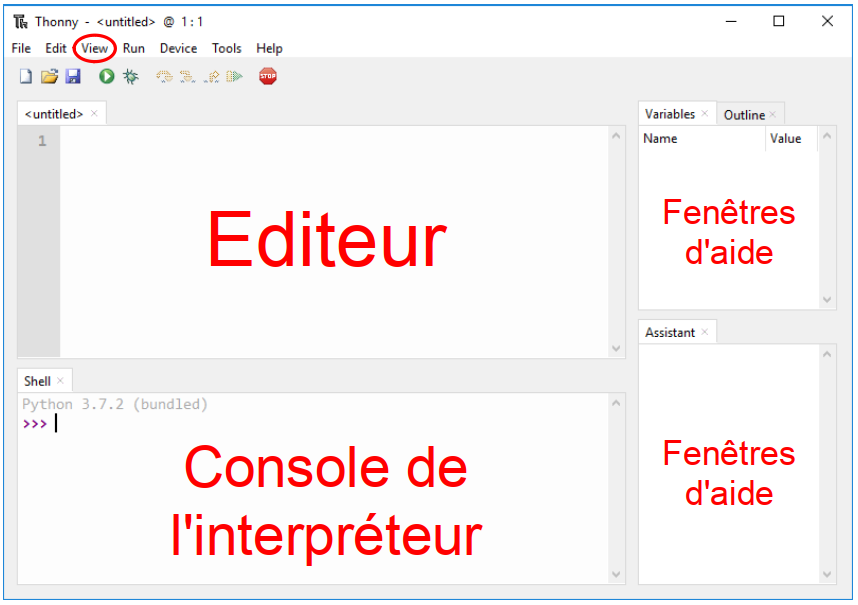 Thonny - <untitled> @ 1:1
File Edit View Run Device Tools Help
STOP
<untitled> ×
1
Editeur
Variables × Outline ×
Name Value
Fenêtres
d'aide
Assistant ×
Fenêtres
d'aide
Shell ×
Python 3.7.2 (bundled)
>>>
Console de
l'interpréteur